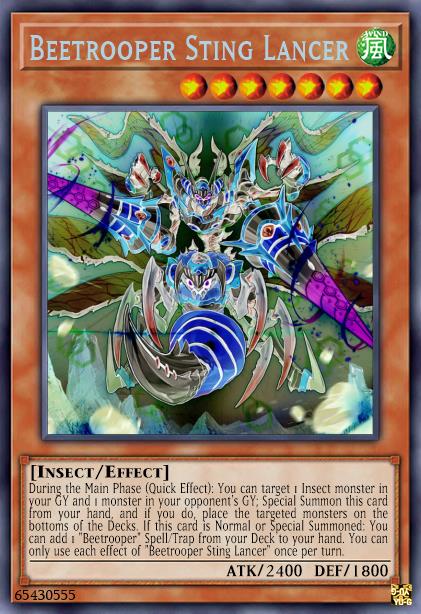 BEETROOPER STING LANCER
WIND
風
[INSECT/EFFECT]
During the Main Phase (Quick Effect): You can target 1 Insect monster in
your GY and 1 monster in your opponent's GY; Special Summon this card
from your hand, and if you do, place the targeted monsters on the
bottoms of the Decks. If this card is Normal or Special Summoned: You
can add 1 "Beetrooper" Spell/Trap from your Deck to your hand. You can
only use each effect of "Beetrooper Sting Lancer" once per turn.
ATK/2400 DEF/1800
65430555